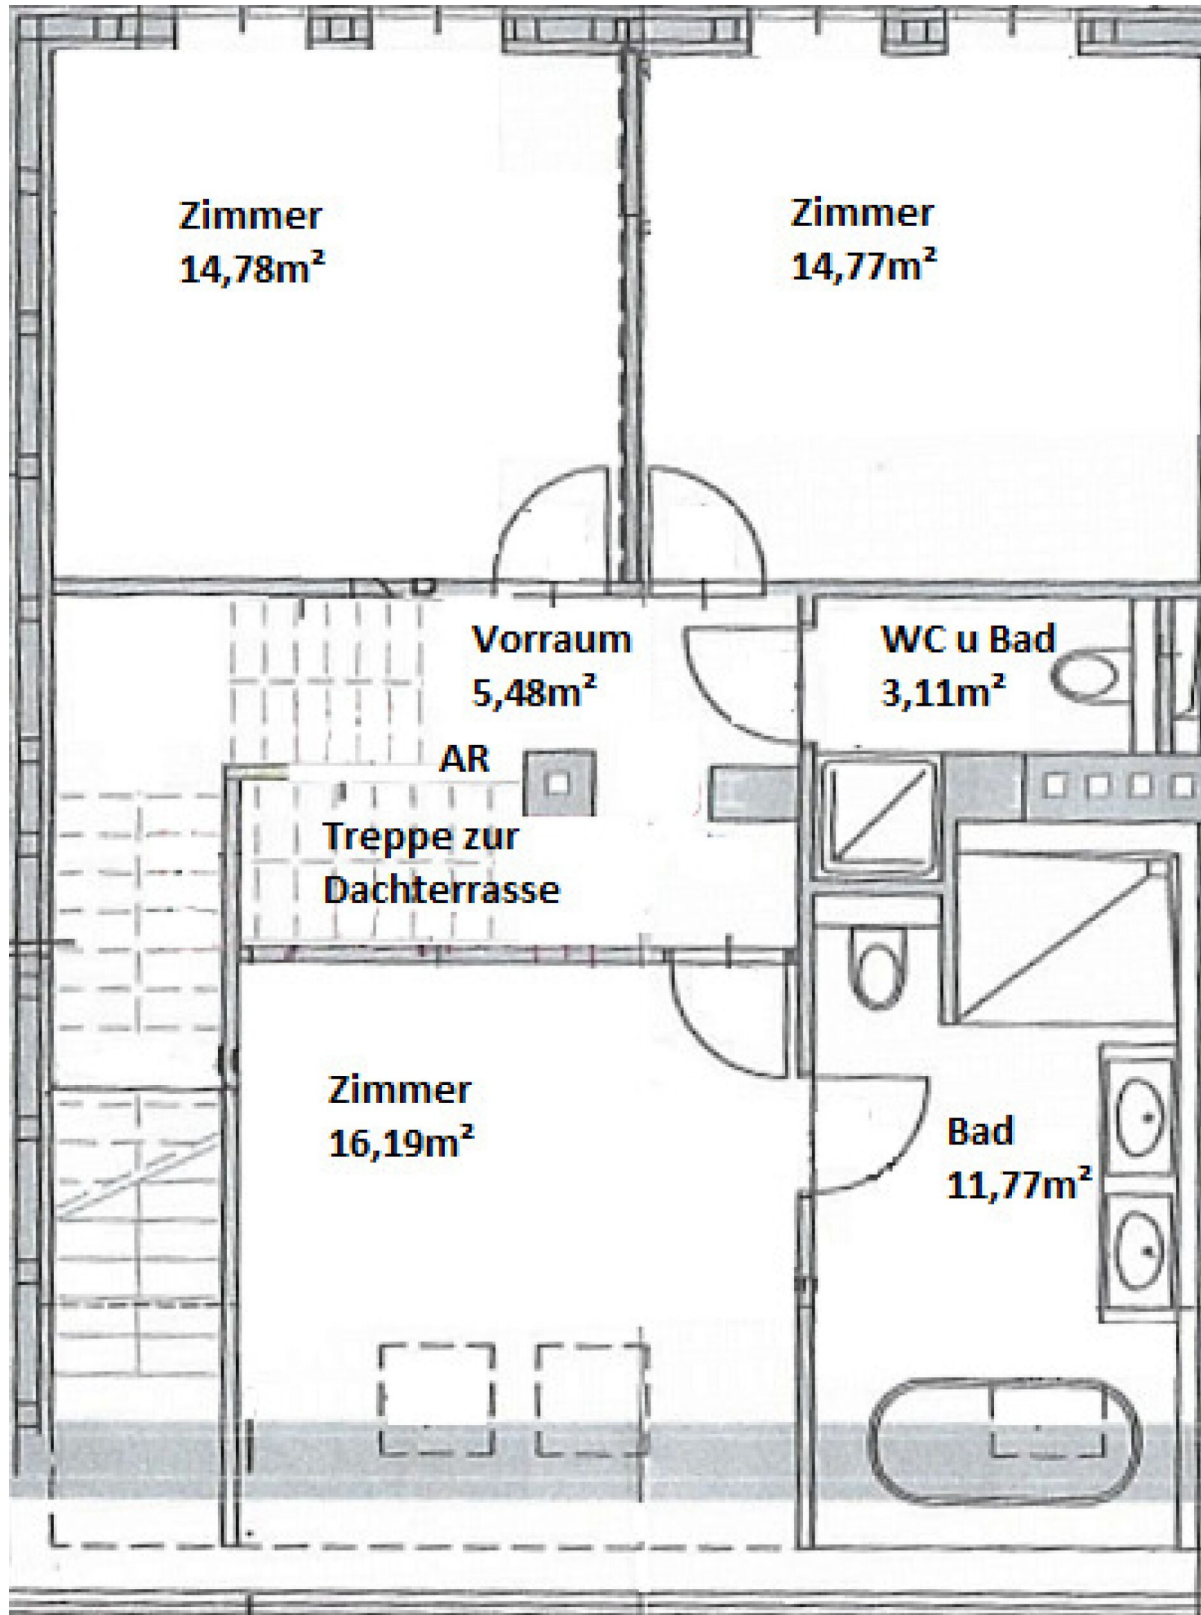 Zimmer
14,78m²
Zimmer
14,77m²
Vorraum
5,48m²
WC u Bad
3,11m²
AR
Treppe zur
Dachterrasse
Zimmer
16,19m²
Bad
11,77m²